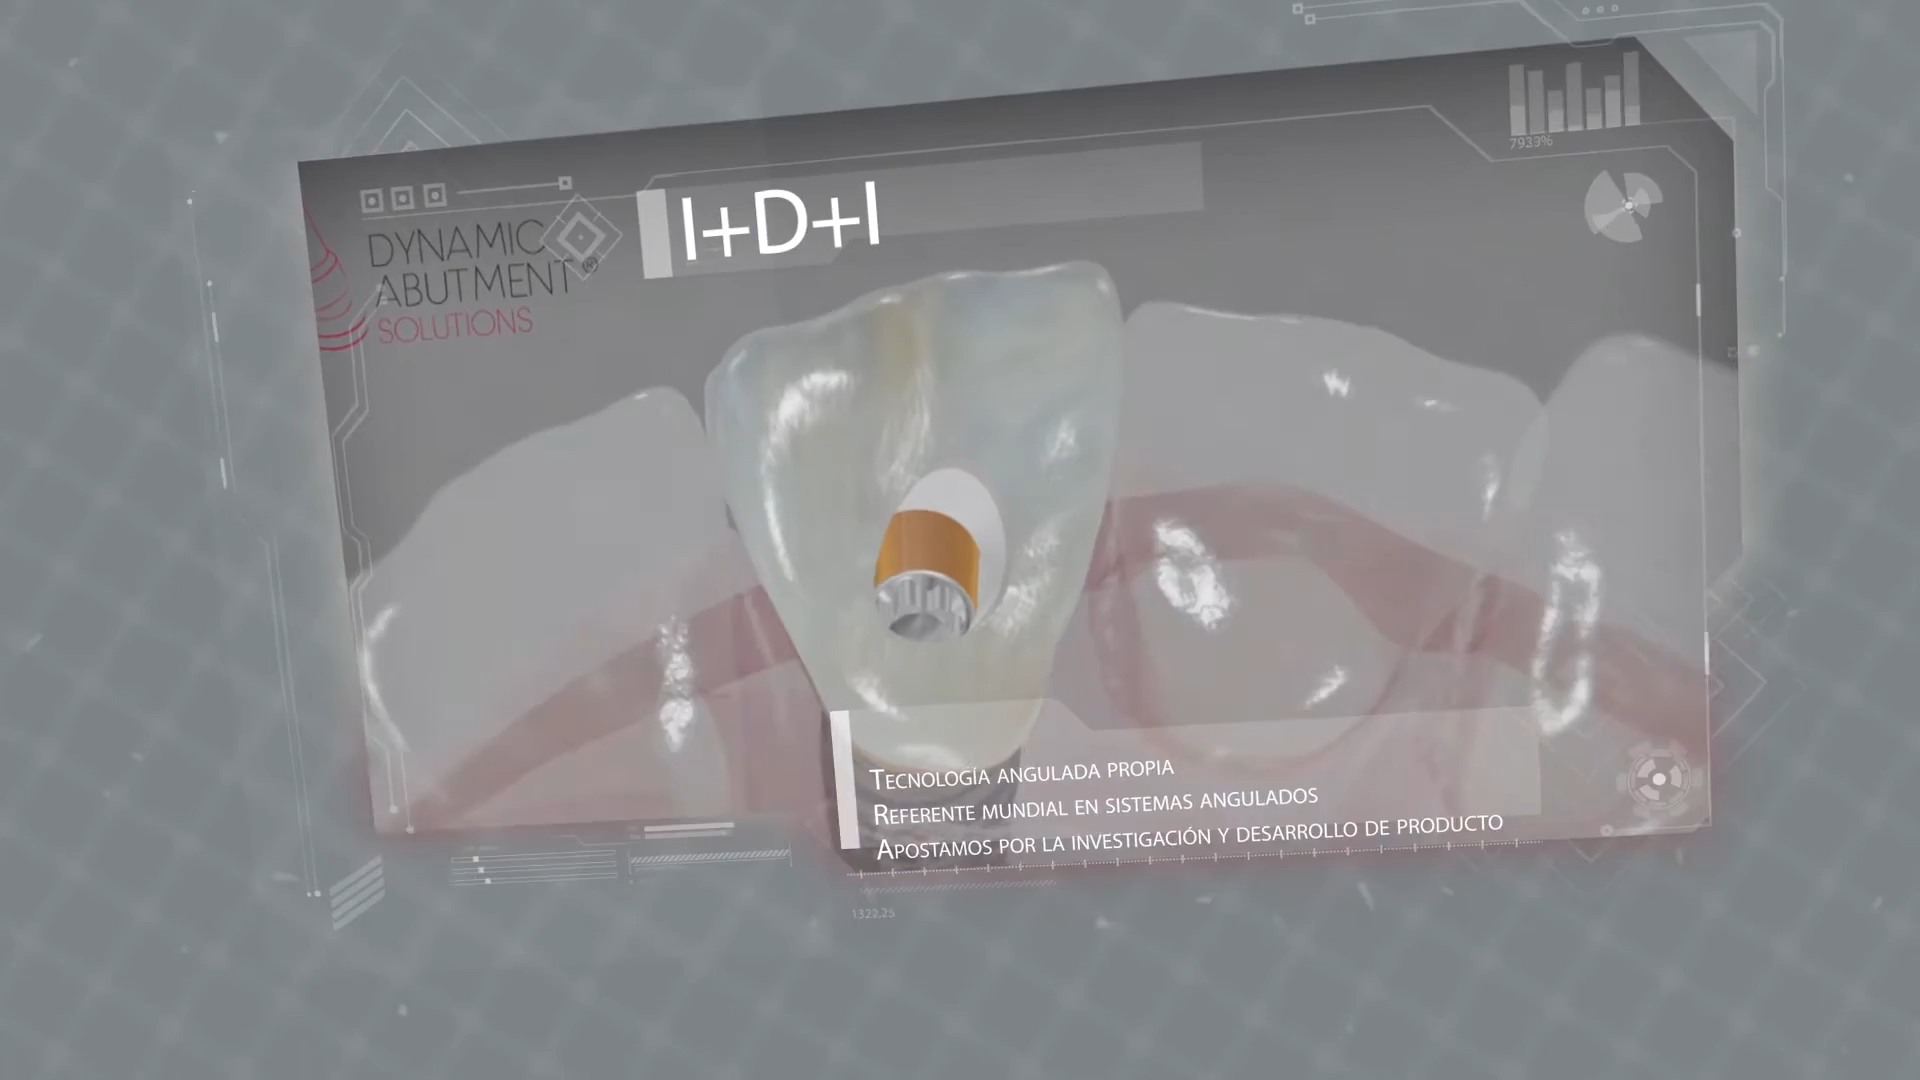 I+D+I
DYNAMIC
ABUTMENT®
SOLUTIONS
7939%
TECNOLOGÍA ANGULADA PROPIA
REFERENTE MUNDIAL EN SISTEMAS ANGULADOS
APOSTAMOS POR LA INVESTIGACIÓN Y DESARROLLO DE PRODUCTO
1322,25